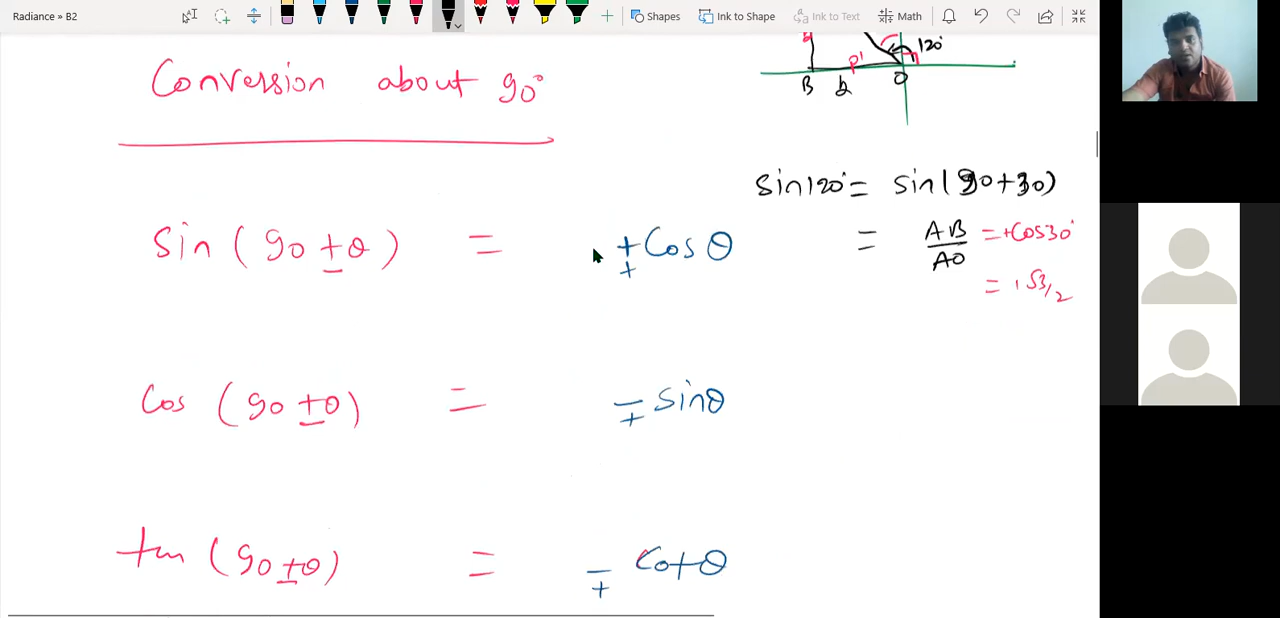 Radiance » B2
Shapes
Ink to Shape
Ink to Text
Math
120°
P'
B
b
O
Conversion about 90°
sin120° = sin(90+30)
= AB/AO = +cos30°
= √3/2
sin (90 ± θ) = + + cos θ
cos (90 ± θ) = - + sinθ
tan (90 ± θ) = - + cot θ